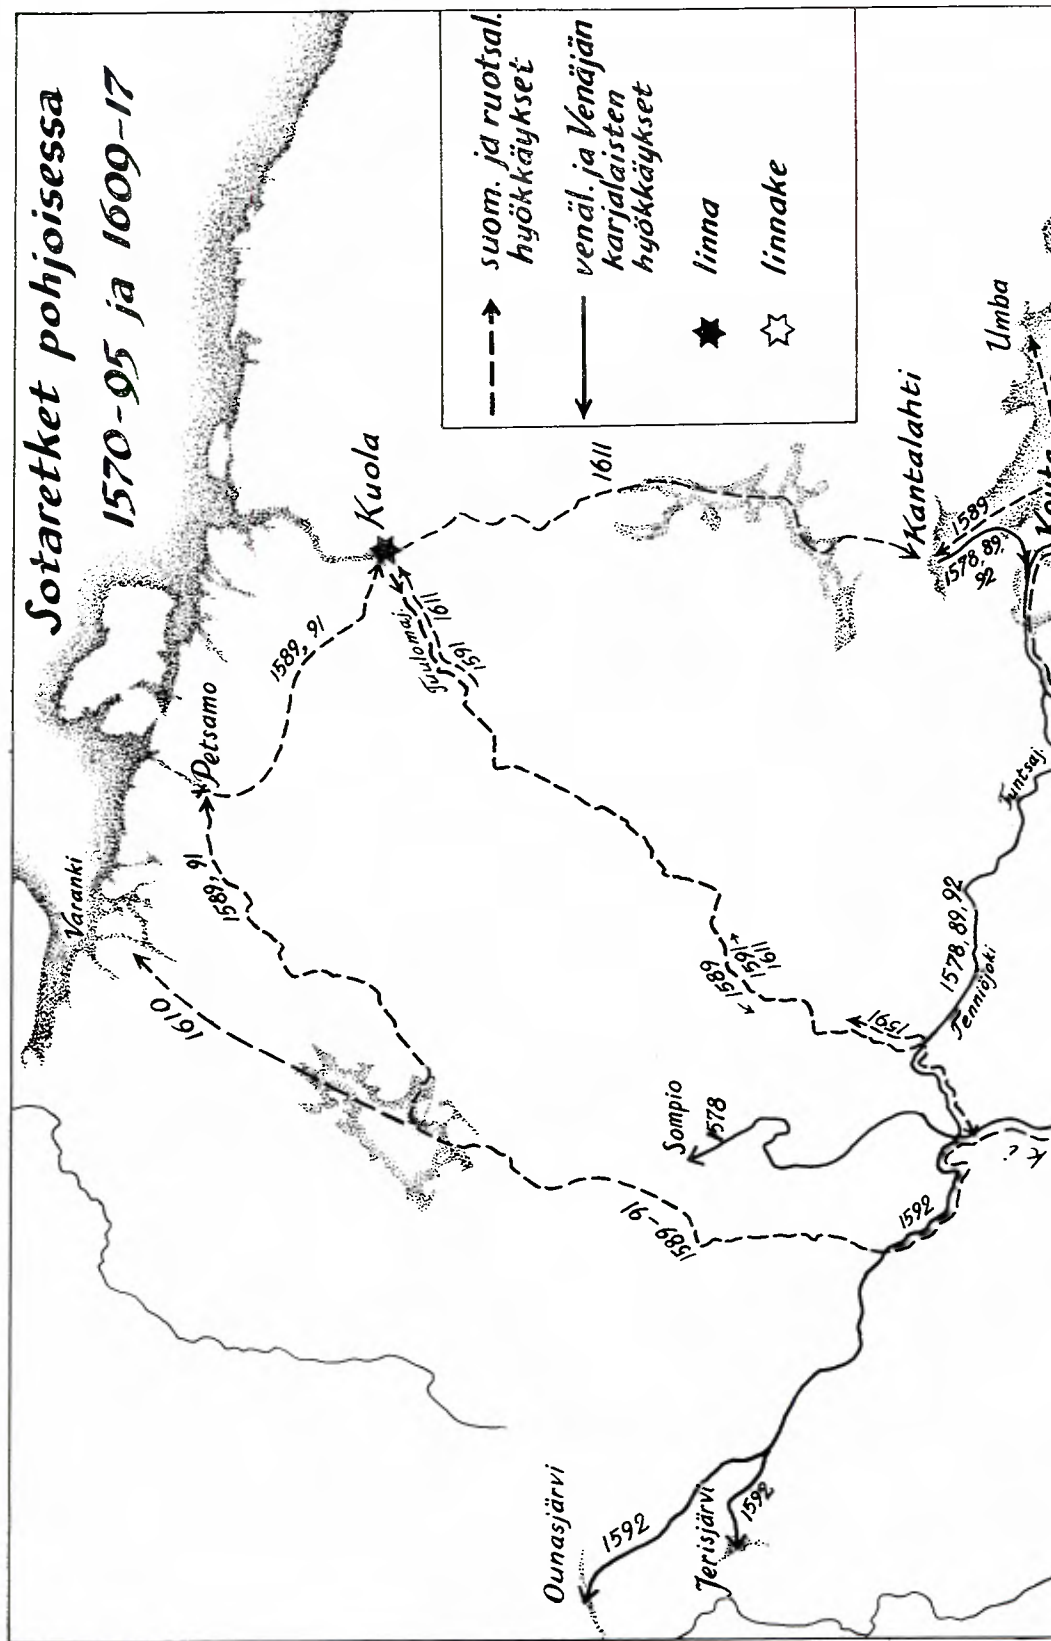 Sotaretket pohjoisessa
1570-95 ja 1609-17
suom. ja ruotsal.
hyökkäykset
venäl. ja Venäjän
karjalaisten
hyökkäykset
linna
linnake
Varanki
Petsamo
Kuola
1610
1589, 91
1589, 91
Tuulomaj.
1591
1611
1611
Kantalahti
Umba
1589
1578, 89,
92
1589
1591
1611
1591
Sompio
1578
1578, 89, 92
Tenniöjoki
Tuntsaj.
1589-91
1592
Ounasjärvi
1592
Jerisjärvi
1592